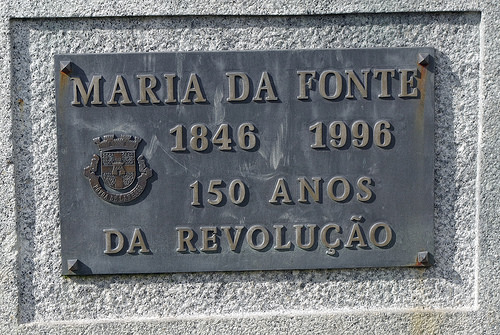 MARIA DA FONTE
1846 1996
150 ANOS
DA REVOLUÇÃO